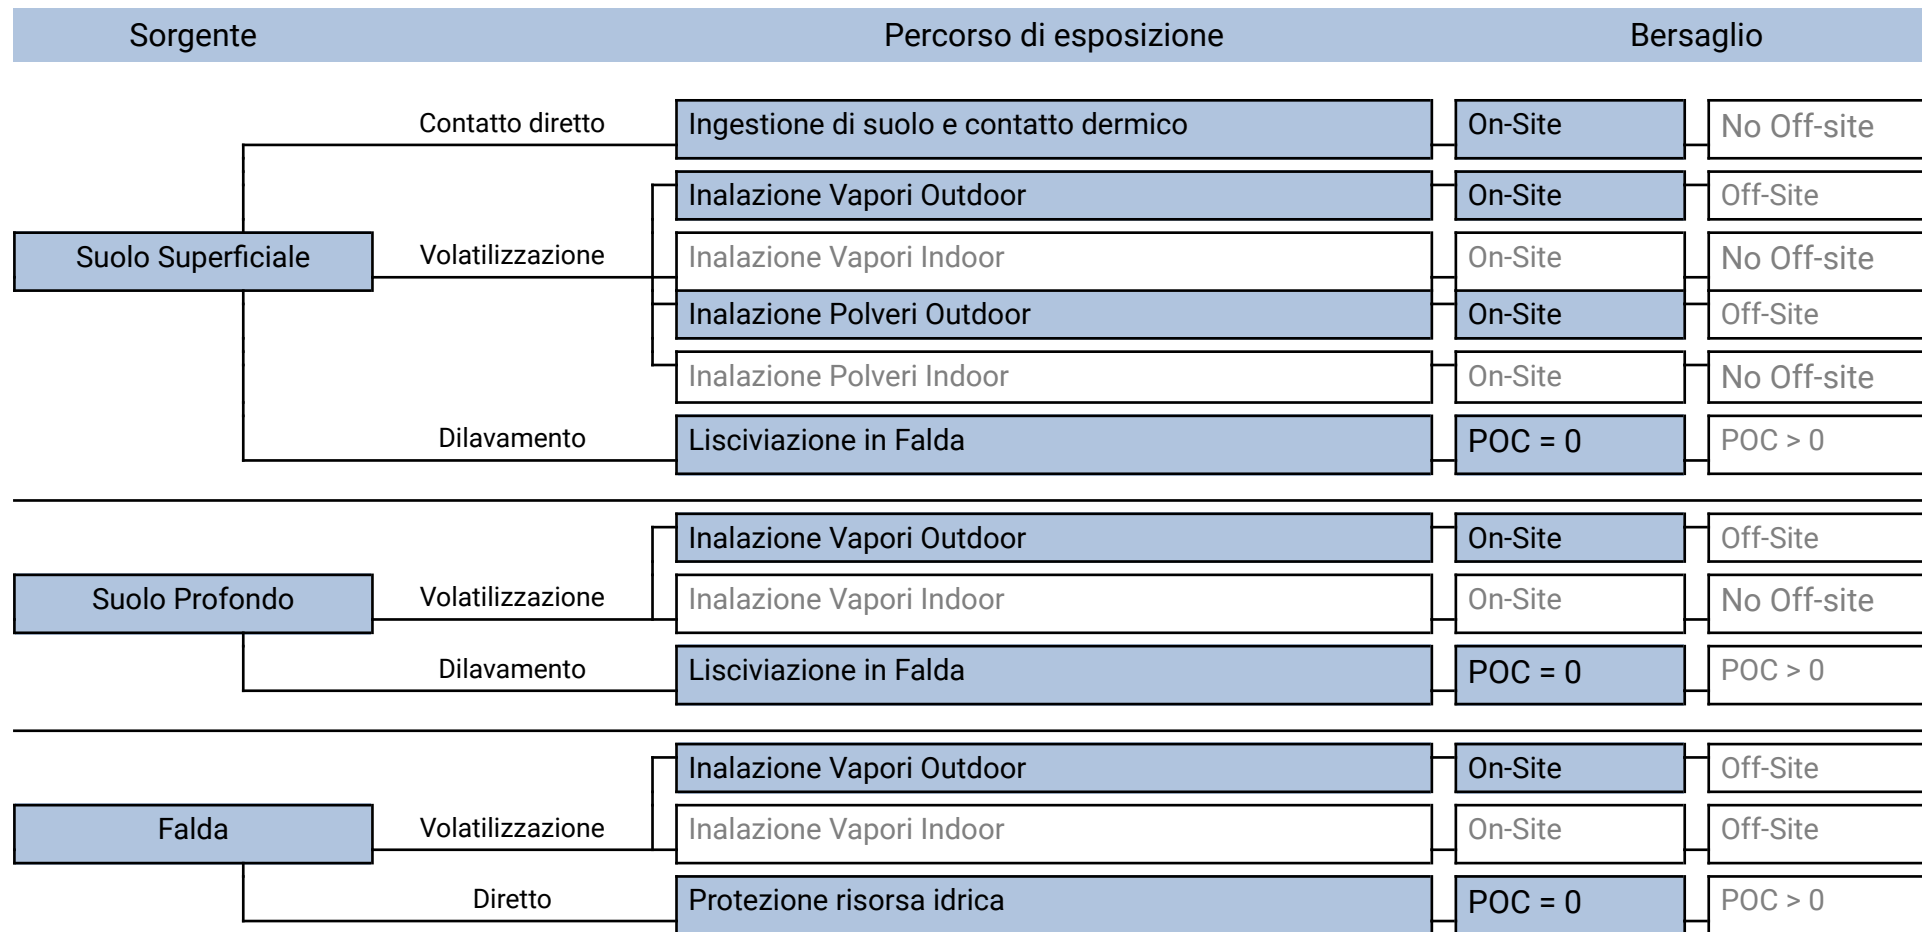 Sorgente Percorso di esposizione Bersaglio
Contatto diretto Ingestione di suolo e contatto dermico On-Site No Off-site
Inalazione Vapori Outdoor On-Site Off-Site
Suolo Superficiale Volatilizzazione Inalazione Vapori Indoor On-Site No Off-site
Inalazione Polveri Outdoor On-Site Off-Site
Inalazione Polveri Indoor On-Site No Off-site
Dilavamento Lisciviazione in Falda POC = 0 POC > 0
Inalazione Vapori Outdoor On-Site Off-Site
Suolo Profondo Volatilizzazione Inalazione Vapori Indoor On-Site No Off-site
Dilavamento Lisciviazione in Falda POC = 0 POC > 0
Inalazione Vapori Outdoor On-Site Off-Site
Falda Volatilizzazione Inalazione Vapori Indoor On-Site Off-Site
Diretto Protezione risorsa idrica POC = 0 POC > 0